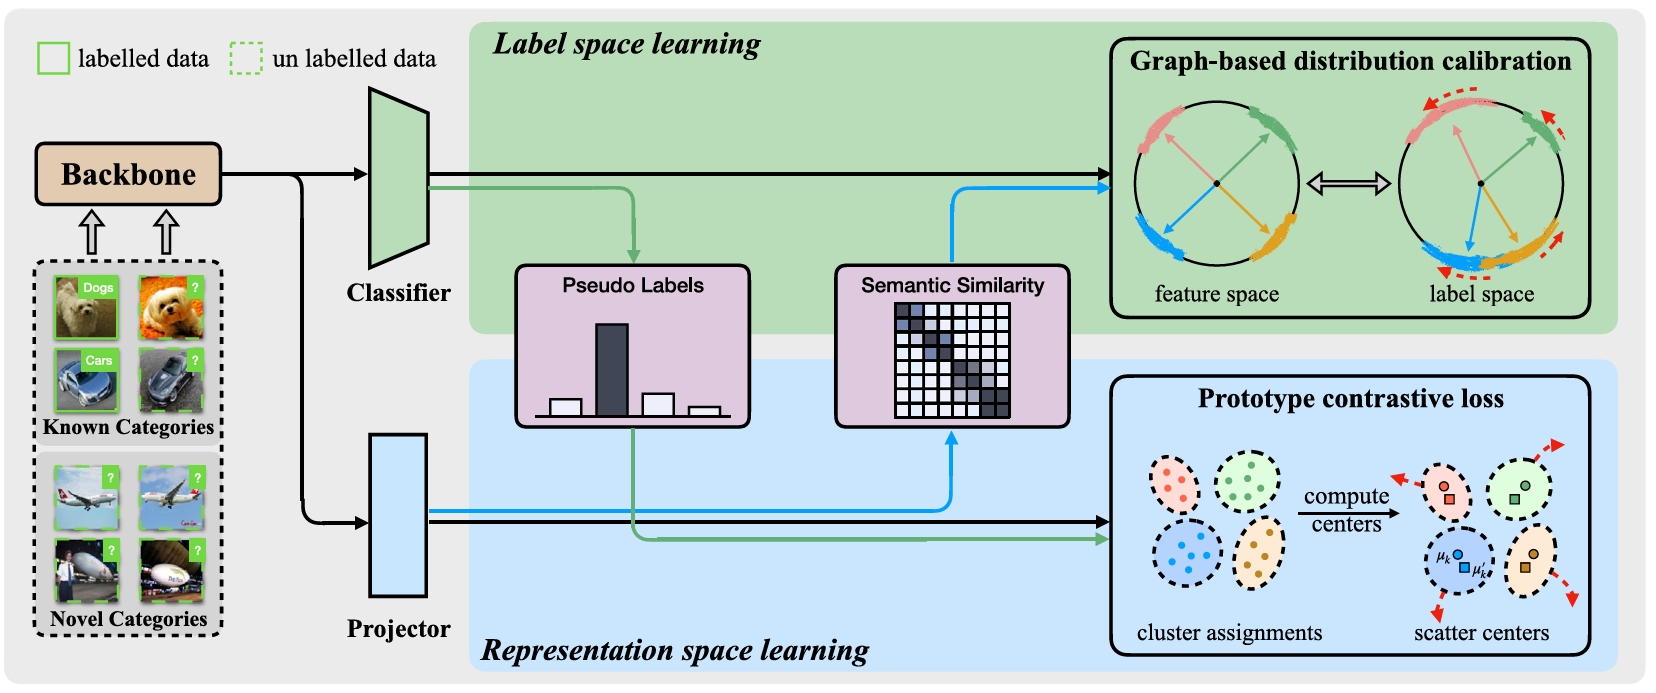 labelled data
un labelled data
Label space learning
Graph-based distribution calibration
feature space
label space
Backbone
Classifier
Pseudo Labels
Semantic Similarity
Dogs
?
Cars
?
Known Categories
?
?
?
?
Novel Categories
Projector
Prototype contrastive loss
compute
centers
μk
μ′k
cluster assignments
scatter centers
Representation space learning